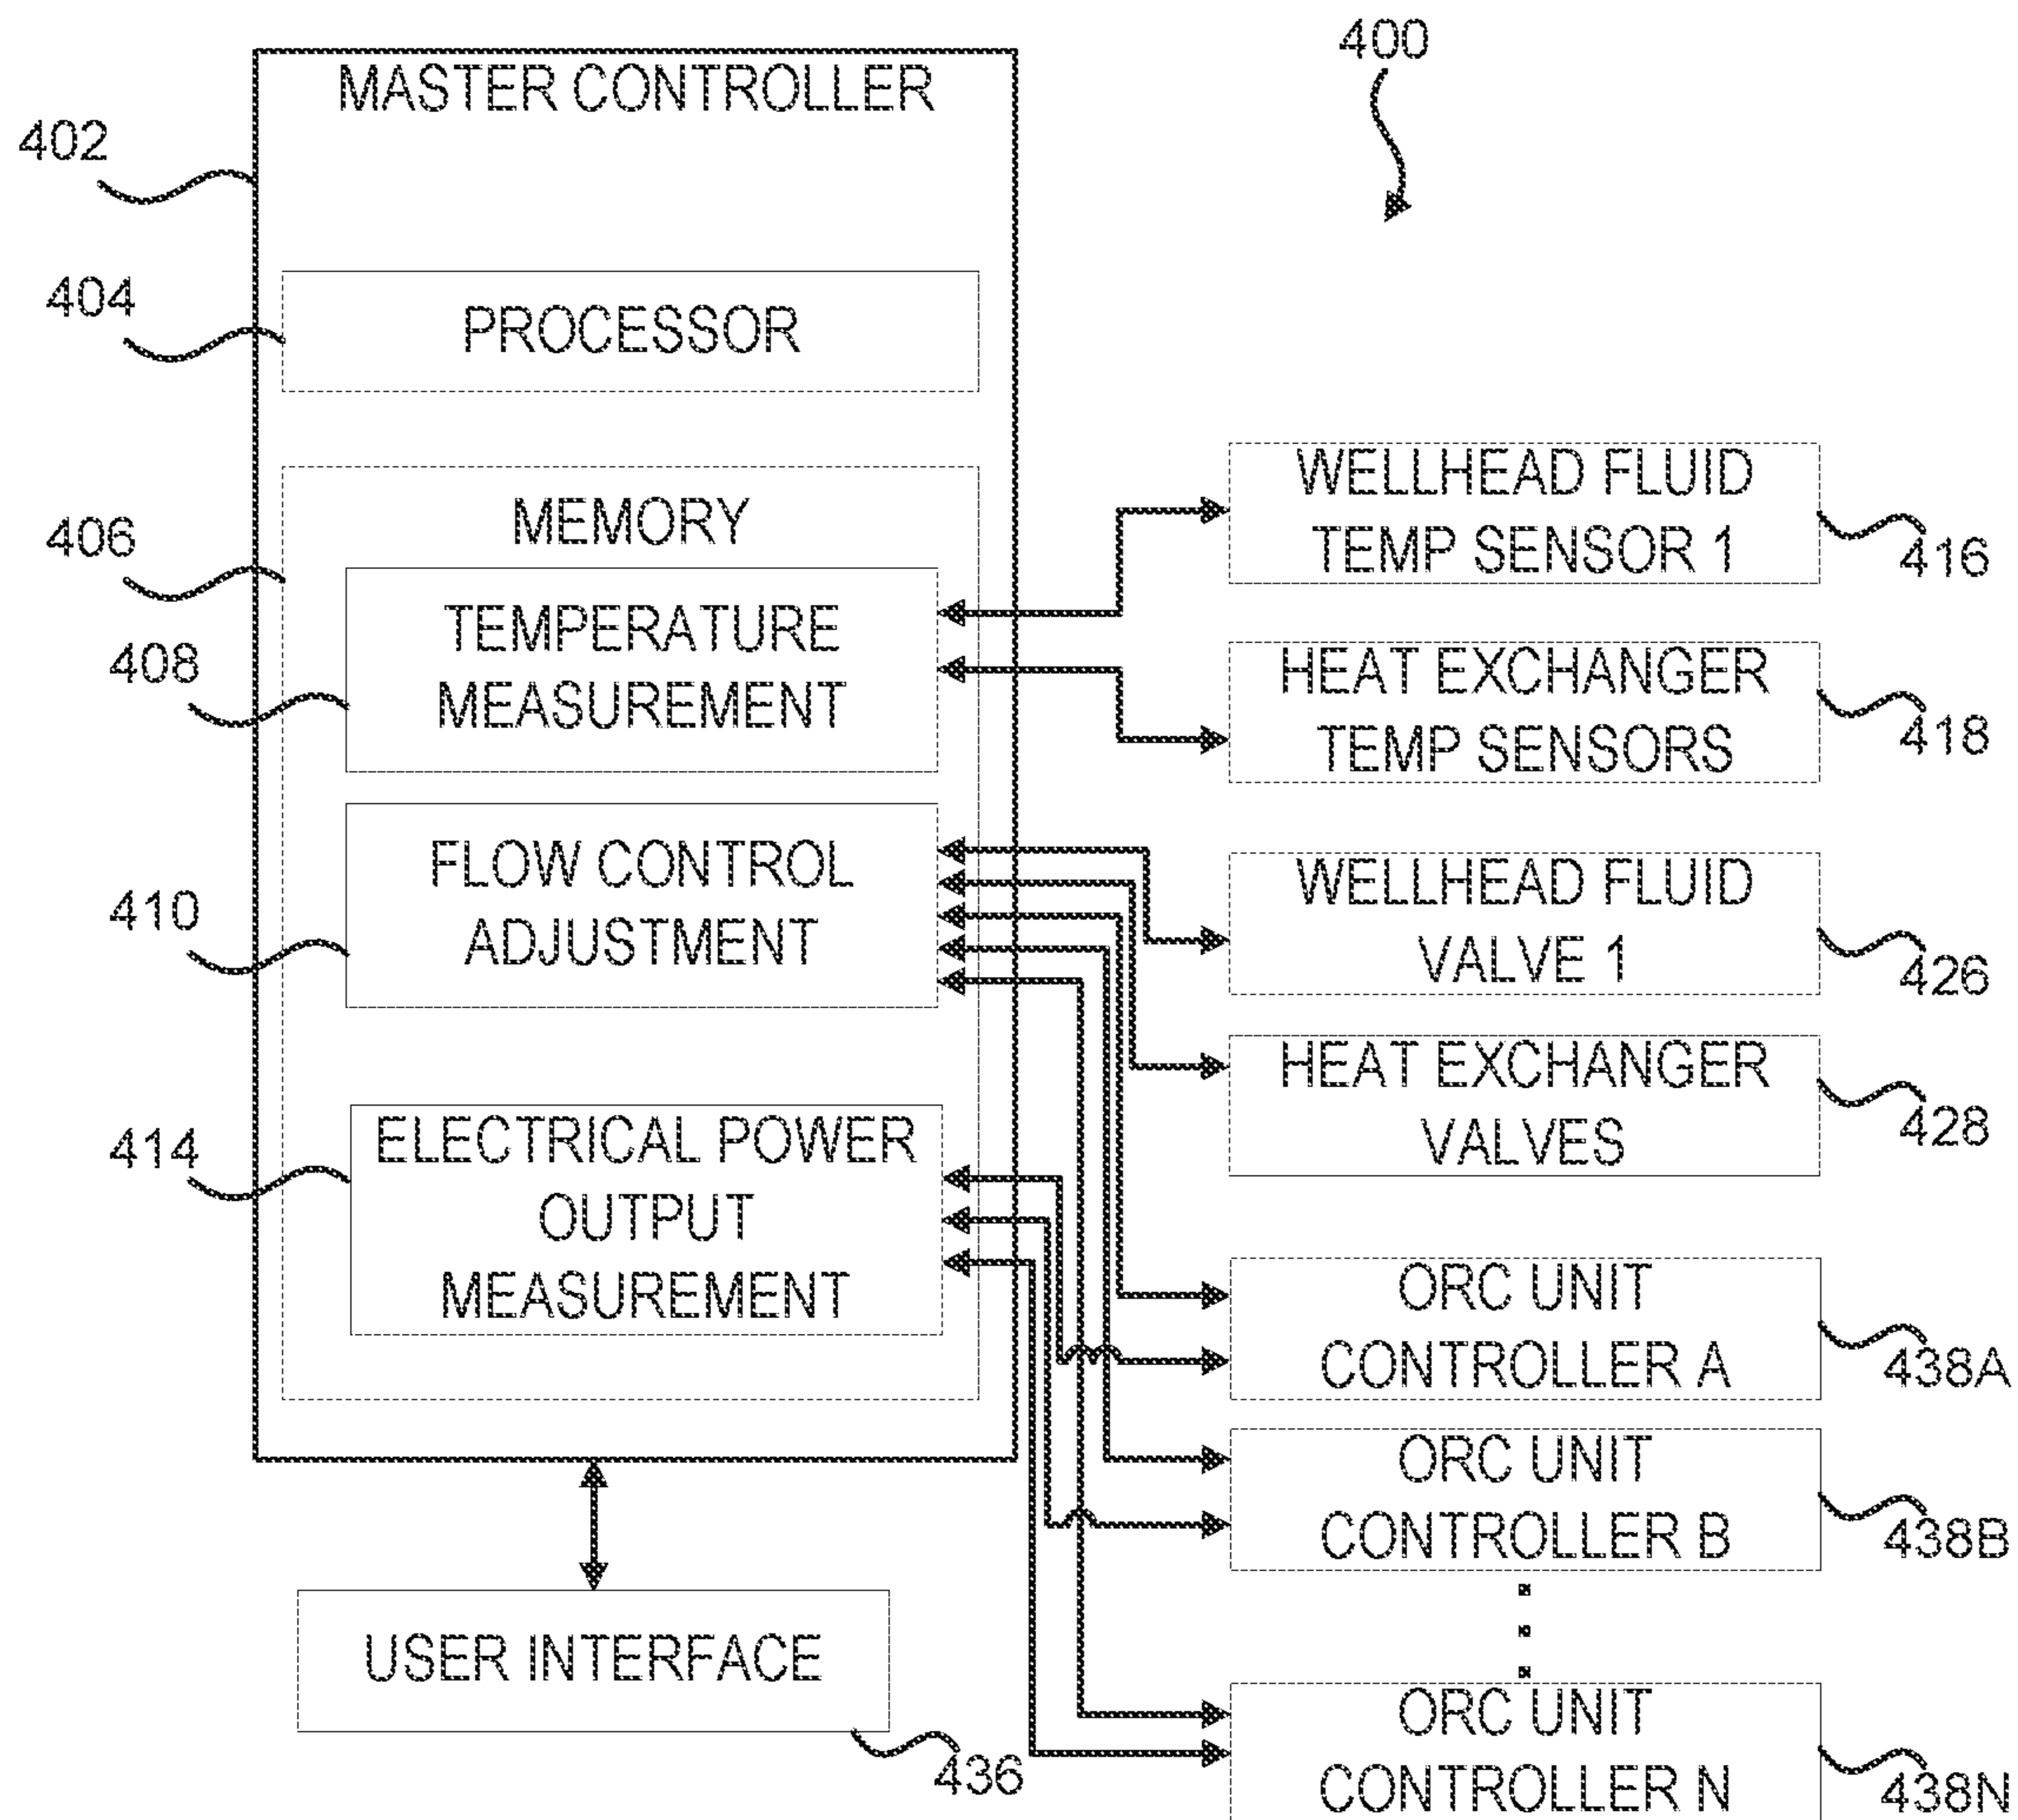 400
MASTER CONTROLLER
402
404
PROCESSOR
406
MEMORY
408
TEMPERATURE
MEASUREMENT
410
FLOW CONTROL
ADJUSTMENT
414
ELECTRICAL POWER
OUTPUT
MEASUREMENT
USER INTERFACE
436
WELLHEAD FLUID
TEMP SENSOR 1
416
HEAT EXCHANGER
TEMP SENSORS
418
WELLHEAD FLUID
VALVE 1
426
HEAT EXCHANGER
VALVES
428
ORC UNIT
CONTROLLER A
438A
ORC UNIT
CONTROLLER B
438B
ORC UNIT
CONTROLLER N
438N